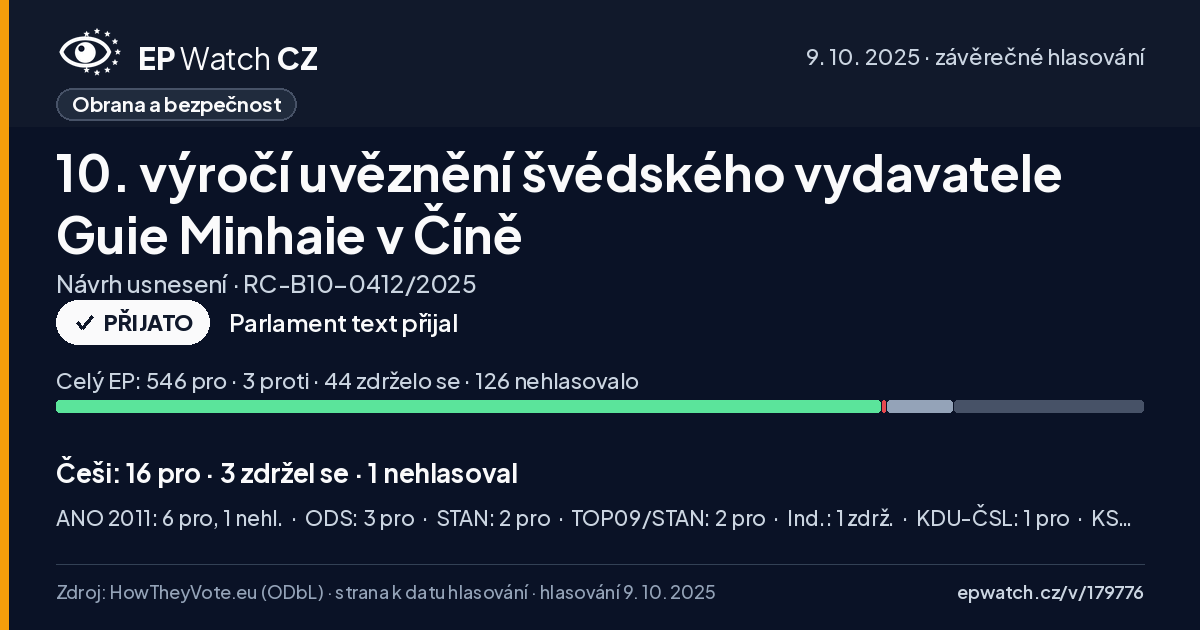 EP Watch CZ
9. 10. 2025 · závěrečné hlasování
Obrana a bezpečnost
10. výročí uvěznění švédského vydavatele
Guie Minhaie v Číně
Návrh usnesení · RC-B10-0412/2025
✓ PŘIJATO Parlament text přijal
Celý EP: 546 pro · 3 proti · 44 zdrželo se · 126 nehlasovalo
Češi: 16 pro · 3 zdržel se · 1 nehlasoval
ANO 2011: 6 pro, 1 nehl. · ODS: 3 pro · STAN: 2 pro · TOP09/STAN: 2 pro · Ind.: 1 zdrž. · KDU-ČSL: 1 pro · KS…
Zdroj: HowTheyVote.eu (ODbL) · strana k datu hlasování · hlasování 9. 10. 2025
epwatch.cz/v/179776